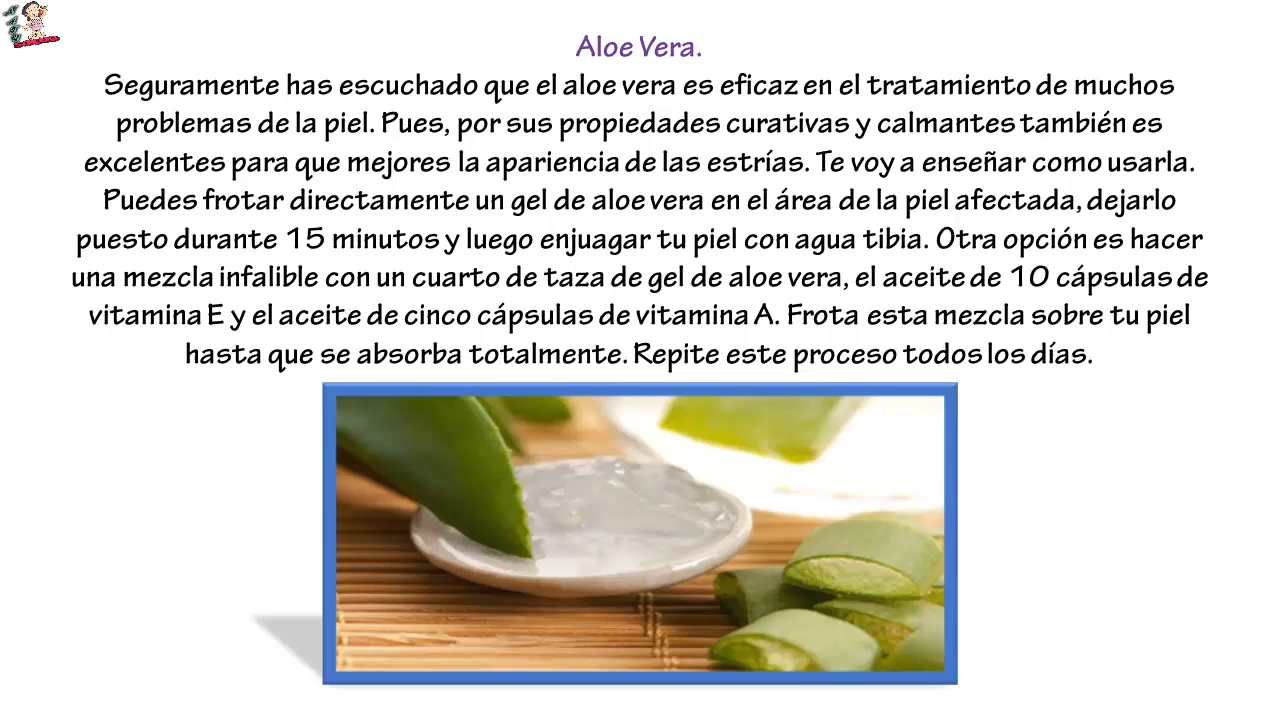 Aloe Vera.
Seguramente has escuchado que el aloe vera es eficaz en el tratamiento de muchos
problemas de la piel. Pues, por sus propiedades curativas y calmantes también es
excelentes para que mejores la apariencia de las estrías. Te voy a enseñar como usarla.
Puedes frotar directamente un gel de aloe vera en el área de la piel afectada, dejarlo
puesto durante 15 minutos y luego enjuagar tu piel con agua tibia. Otra opción es hacer
una mezcla infalible con un cuarto de taza de gel de aloe vera, el aceite de 10 cápsulas de
vitamina E y el aceite de cinco cápsulas de vitamina A. Frota esta mezcla sobre tu piel
hasta que se absorba totalmente. Repite este proceso todos los días.